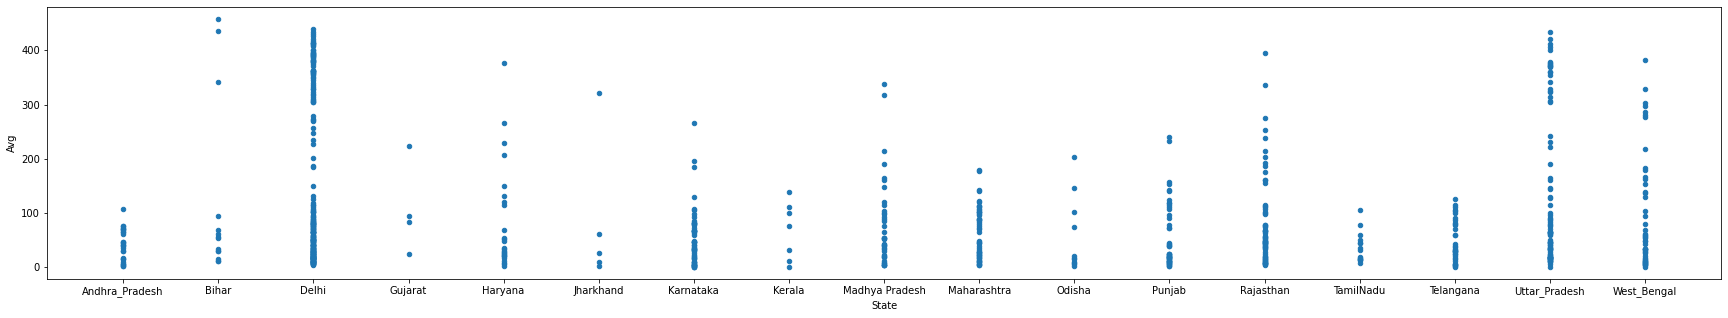 400
300
200
100
0
Avg
Andhra_Pradesh Bihar Delhi Gujarat Haryana Jharkhand Karnataka Kerala Madhya Pradesh Maharashtra Odisha Punjab Rajasthan TamilNadu Telangana Uttar_Pradesh West_Bengal
State